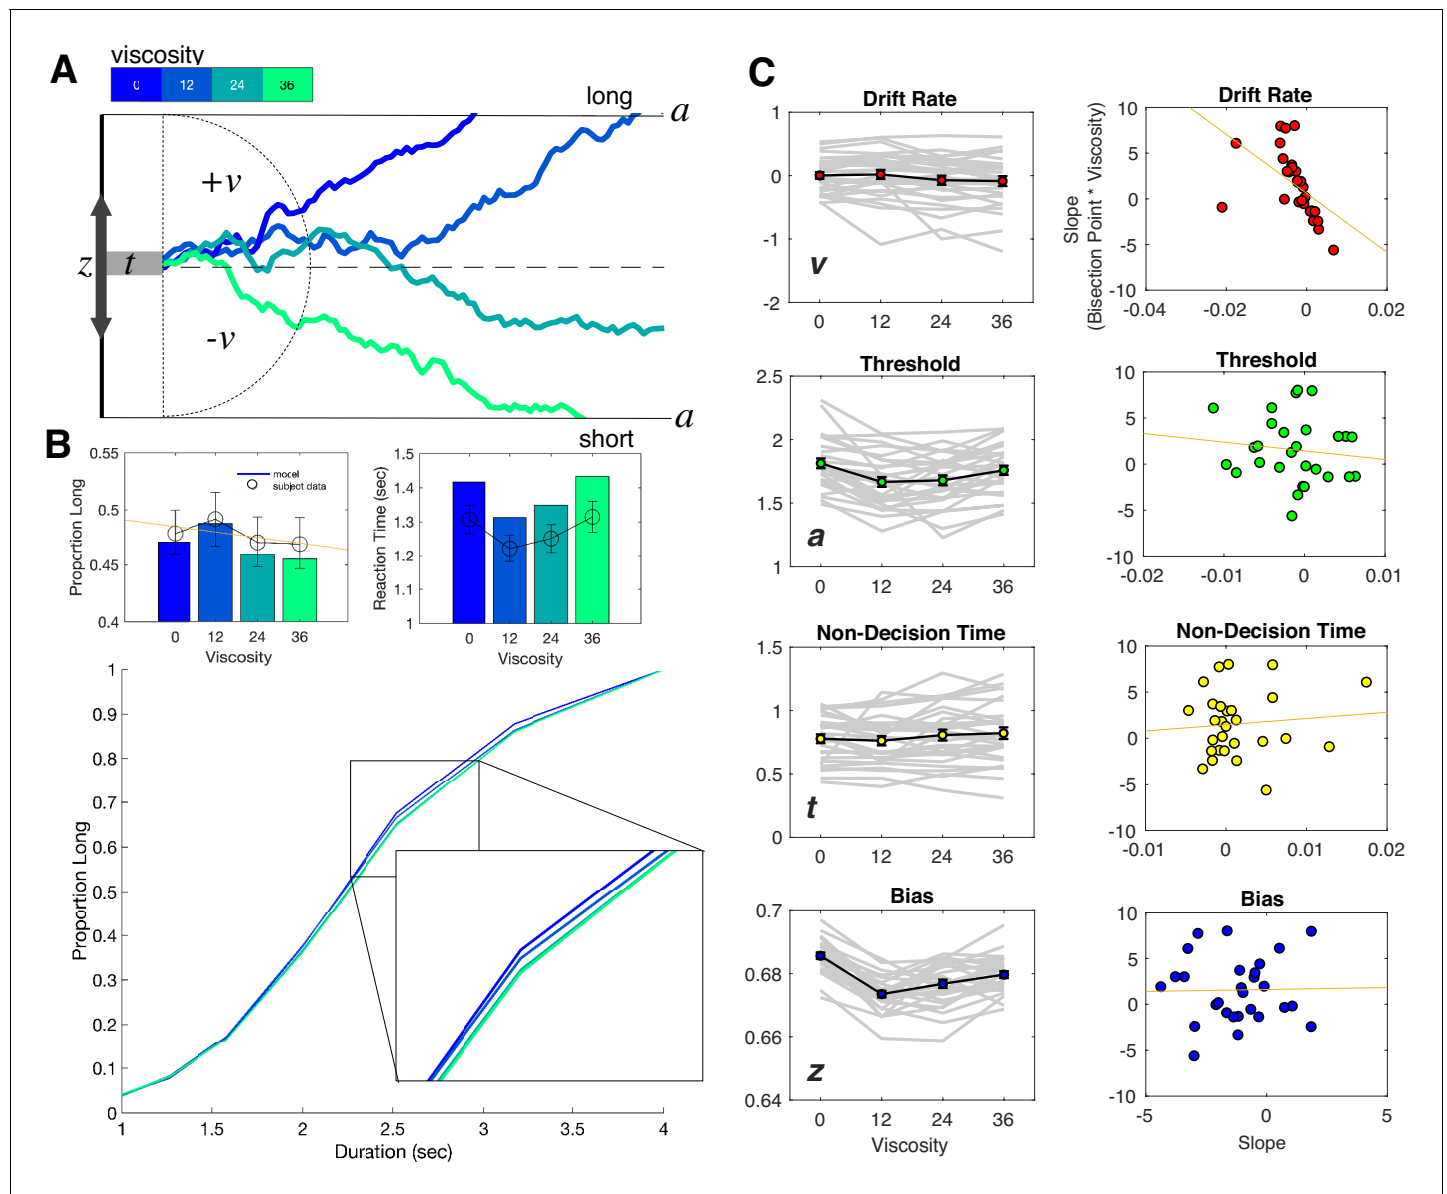 A
viscosity
0 12 24 36
long
a
+v
z
t
-v
a
short
B
0.55
0.5
0.45
0.4
Proportion Long
model
subject data
0 12 24 36
Viscosity
1.5
1.4
1.3
1.2
1.1
1
Reaction Time (sec)
0 12 24 36
Viscosity
1
0.9
0.8
0.7
0.6
0.5
0.4
0.3
0.2
0.1
0
Proportion Long
1 1.5 2 2.5 3 3.5 4
Duration (sec)
C
Drift Rate
1
0
-1
-2
v
0 12 24 36
Drift Rate
Slope
(Bisection Point * Viscosity)
10
5
0
-5
-10
-0.04 -0.02 0 0.02
Threshold
2.5
2
1.5
1
a
0 12 24 36
Threshold
10
5
0
-5
-10
-0.02 -0.01 0 0.01
Non-Decision Time
1.5
1
0.5
0
t
0 12 24 36
Non-Decision Time
10
5
0
-5
-10
-0.01 0 0.01 0.02
Bias
0.7
0.68
0.66
0.64
z
0 12 24 36
Viscosity
Bias
10
5
0
-5
-10
-5 0 5
Slope